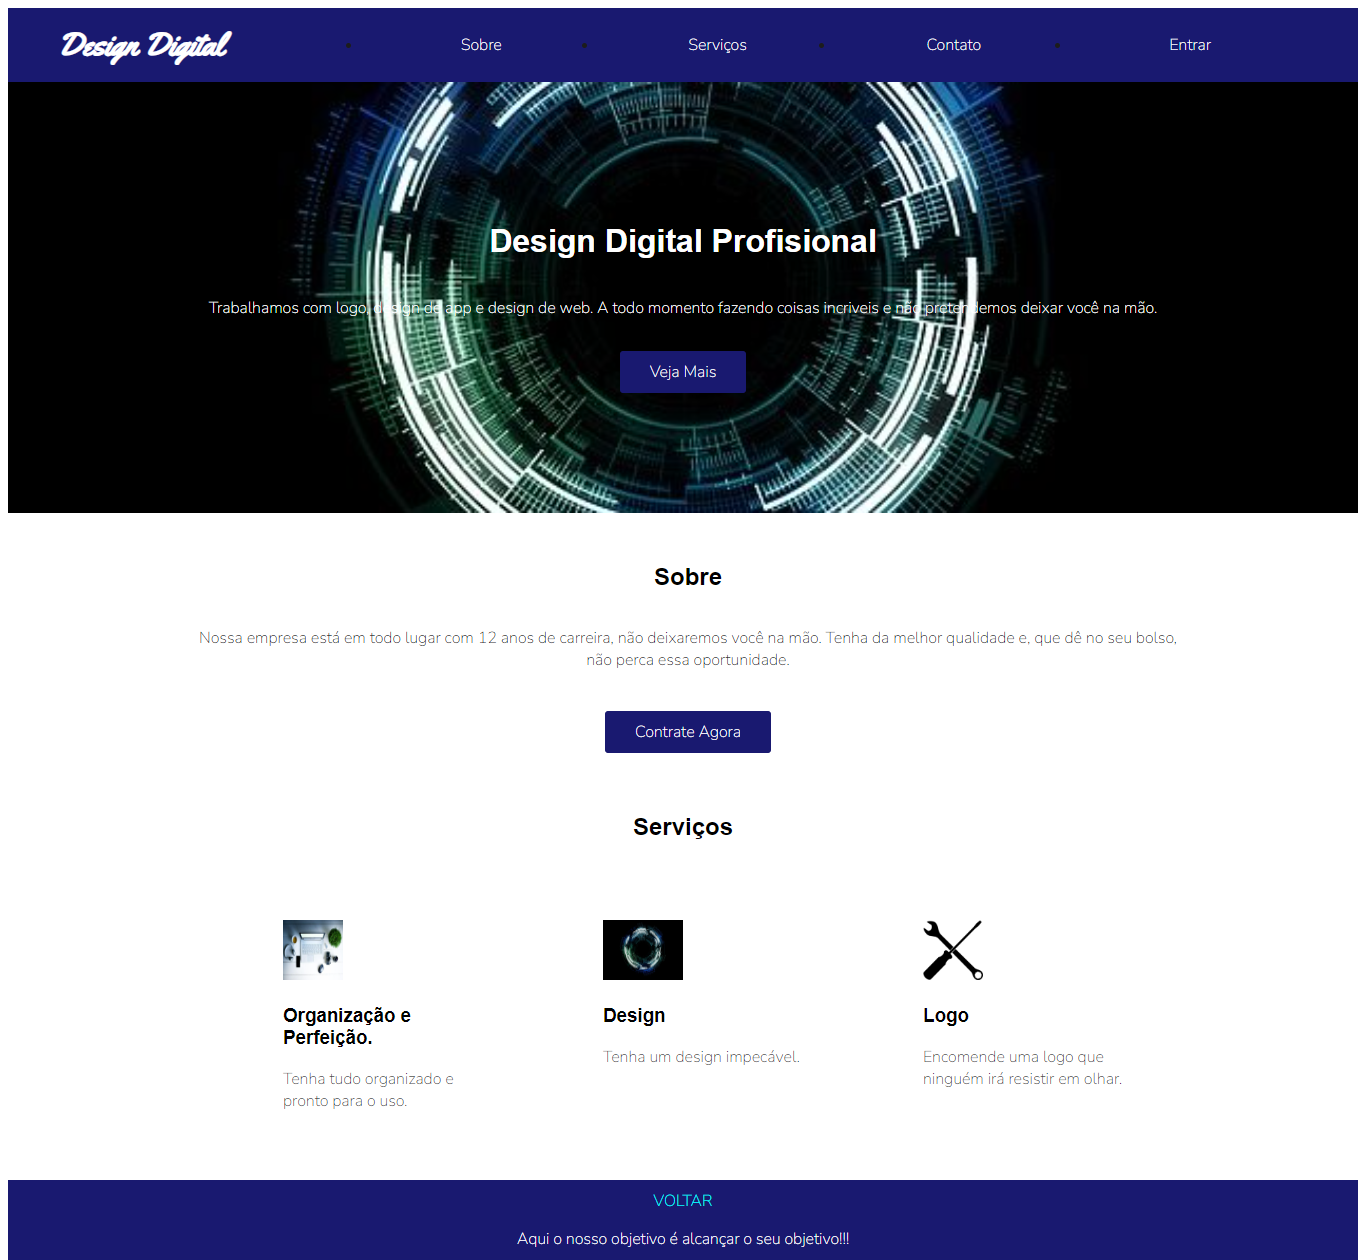 Design Digital
Sobre
Serviços
Contato
Entrar
Design Digital Profisional
Trabalhamos com logo, design de app e design de web. A todo momento fazendo coisas incriveis e não pretendemos deixar você na mão.
Veja Mais
Sobre
Nossa empresa está em todo lugar com 12 anos de carreira, não deixaremos você na mão. Tenha da melhor qualidade e, que dê no seu bolso,
não perca essa oportunidade.
Contrate Agora
Serviços
Organização e
Perfeição.
Tenha tudo organizado e
pronto para o uso.
Design
Tenha um design impecável.
Logo
Encomende uma logo que
ninguém irá resistir em olhar.
VOLTAR
Aqui o nosso objetivo é alcançar o seu objetivo!!!